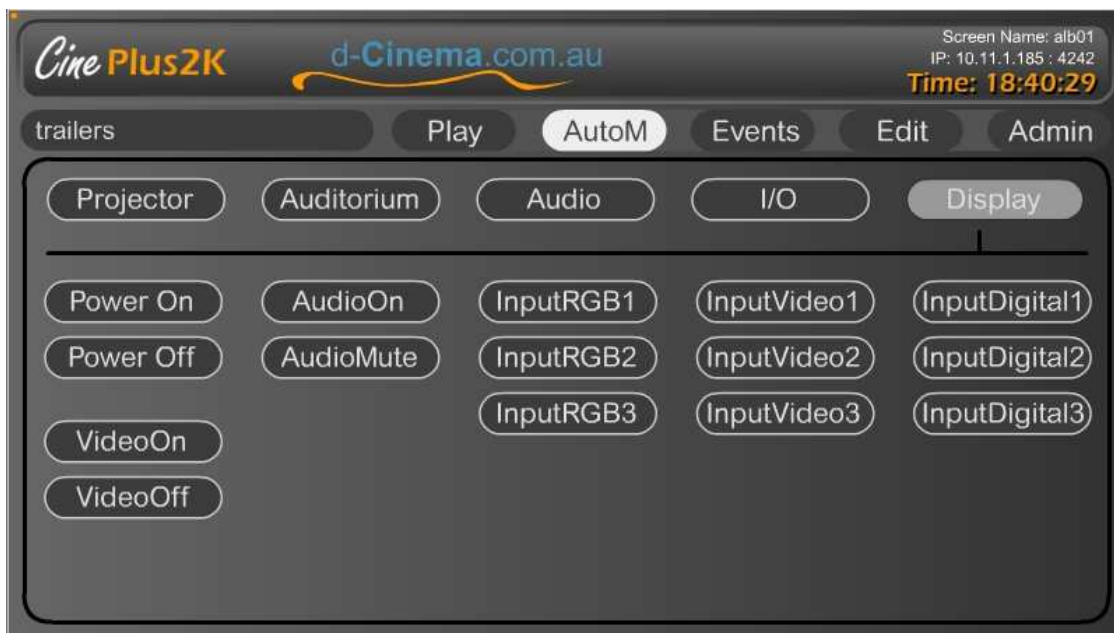 Cine Plus2K
d-Cinema.com.au
Screen Name: alb01
IP: 10.11.1.185 : 4242
Time: 18:40:29
trailers
Play
AutoM
Events
Edit
Admin
Projector
Auditorium
Audio
I/O
Display
Power On
AudioOn
InputRGB1
InputVideo1
InputDigital1
Power Off
AudioMute
InputRGB2
InputVideo2
InputDigital2
InputRGB3
InputVideo3
InputDigital3
VideoOn
VideoOff